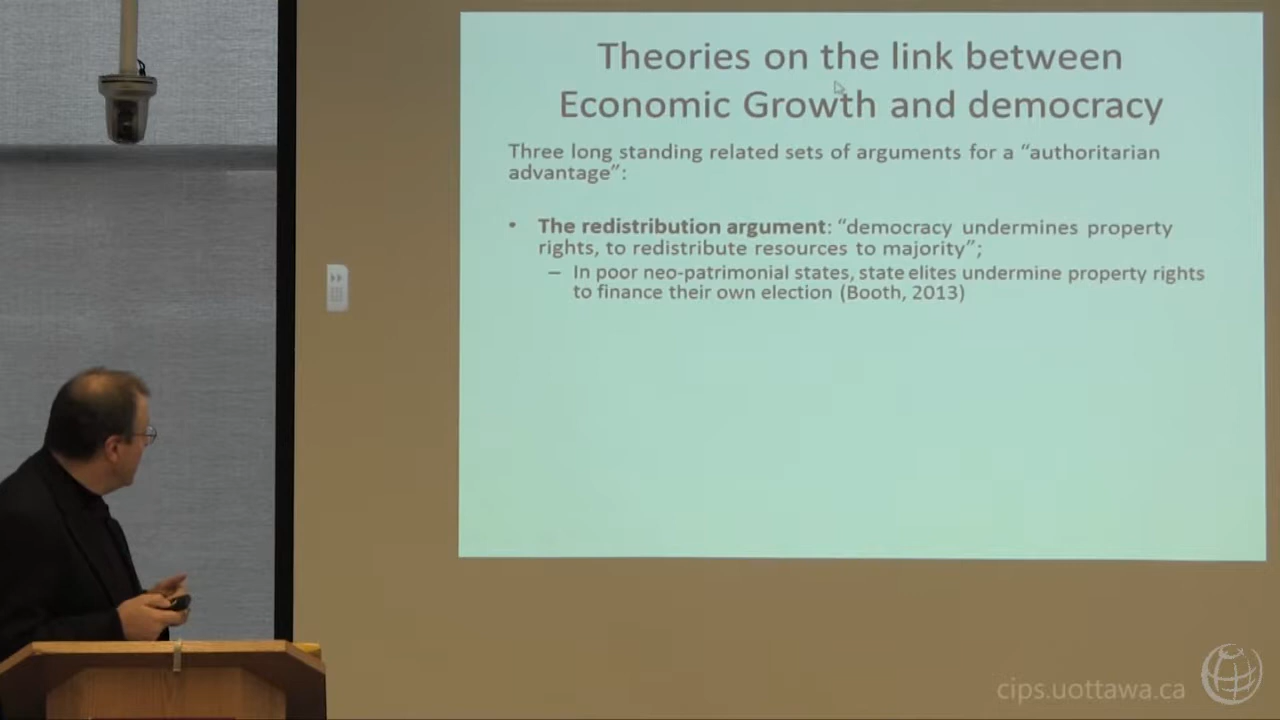 Theories on the link between
Economic Growth and democracy
Three long standing related sets of arguments for a “authoritarian
advantage”:
• The redistribution argument: “democracy undermines property
rights, to redistribute resources to majority”;
– In poor neo-patrimonial states, state elites undermine property rights
to finance their own election (Booth, 2013)
cips.uottawa.ca